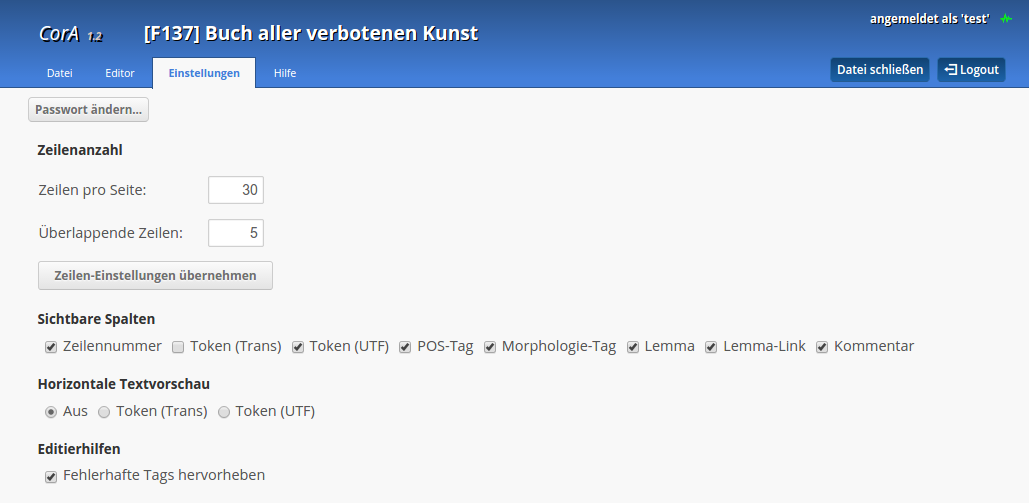 angemeldet als 'test'
CorA 1.2 [F137] Buch aller verbotenen Kunst
Datei Editor Einstellungen Hilfe Datei schließen Logout
Passwort ändern...
Zeilenanzahl
Zeilen pro Seite: 30
Überlappende Zeilen: 5
Zeilen-Einstellungen übernehmen
Sichtbare Spalten
Zeilennummer Token (Trans) Token (UTF) POS-Tag Morphologie-Tag Lemma Lemma-Link Kommentar
Horizontale Textvorschau
Aus Token (Trans) Token (UTF)
Editierhilfen
Fehlerhafte Tags hervorheben